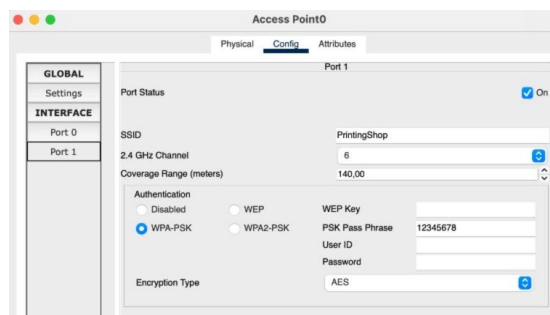 Access Point0
Physical Config Attributes
GLOBAL
Settings
INTERFACE
Port 0
Port 1
Port 1
Port Status On
SSID PrintingShop
2.4 GHz Channel 6
Coverage Range (meters) 140,00
Authentication
Disabled WEP WEP Key
WPA-PSK WPA2-PSK PSK Pass Phrase 12345678
User ID
Password
Encryption Type AES